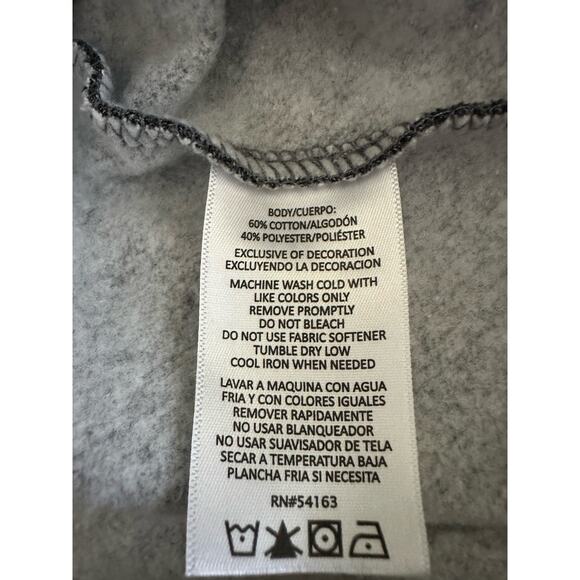 BODY/CUERPO:
60% COTTON/ALGODÓN
40% POLYESTER/POLIÉSTER
EXCLUSIVE OF DECORATION
EXCLUYENDO LA DECORACION
MACHINE WASH COLD WITH
LIKE COLORS ONLY
REMOVE PROMPTLY
DO NOT BLEACH
DO NOT USE FABRIC SOFTENER
TUMBLE DRY LOW
COOL IRON WHEN NEEDED
LAVAR A MAQUINA CON AGUA
FRIA Y CON COLORES IGUALES
REMOVER RAPIDAMENTE
NO USAR BLANQUEADOR
NO USAR SUAVISADOR DE TELA
SECAR A TEMPERATURA BAJA
PLANCHA FRIA SI NECESITA
RN#54163